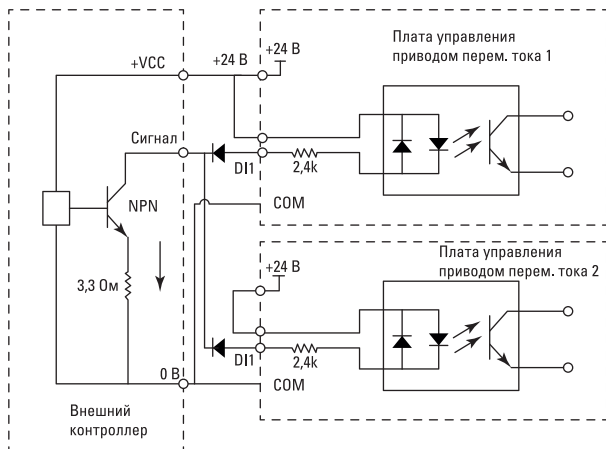 Плата управления
приводом перем. тока 1
+24 В
+VCC
+24 В
Сигнал
DI1
2,4k
NPN
COM
3,3 Ом
Плата управления
приводом перем. тока 2
+24 В
DI1
2,4k
0 В
COM
Внешний
контроллер